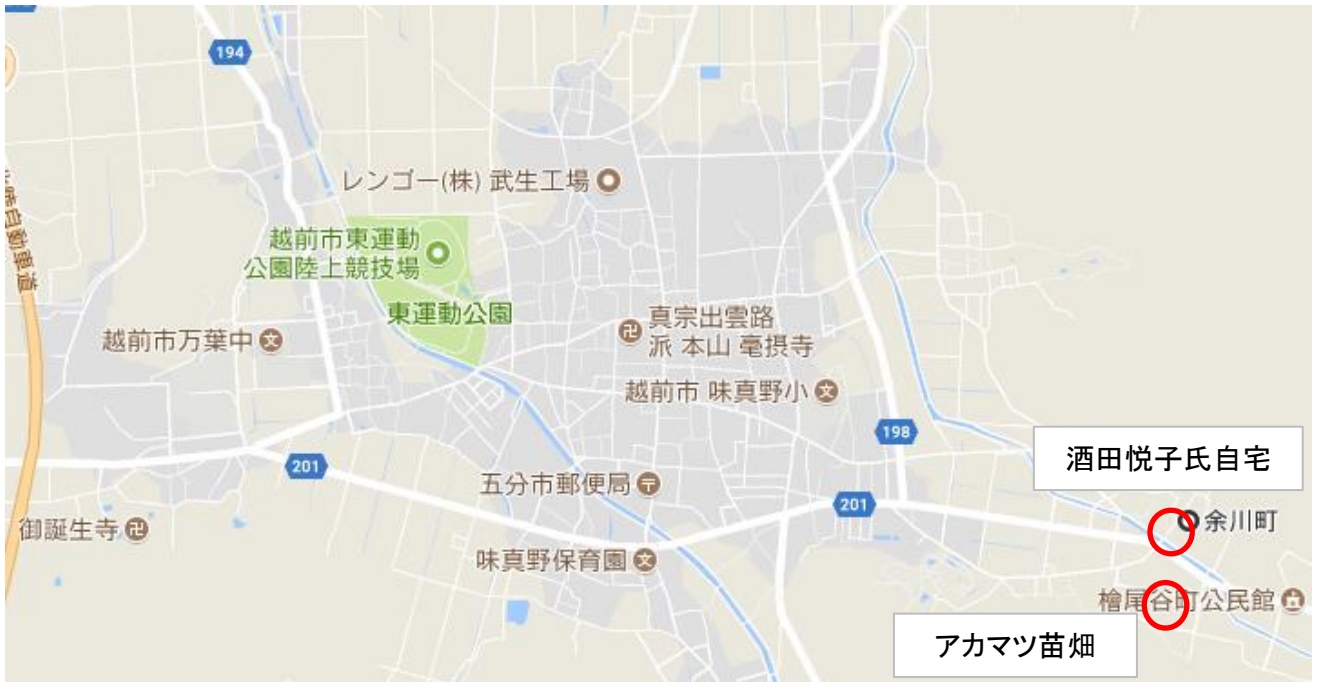 194
レンゴー(株) 武生工場
越前市東運動
公園陸上競技場
東運動公園
越前市万葉中
真宗出雲路
派 本山 毫摂寺
越前市 味真野小
198
酒田悦子氏自宅
201
五分市郵便局
201
余川町
御誕生寺
味真野保育園
檜尾谷町公民館
アカマツ苗畑